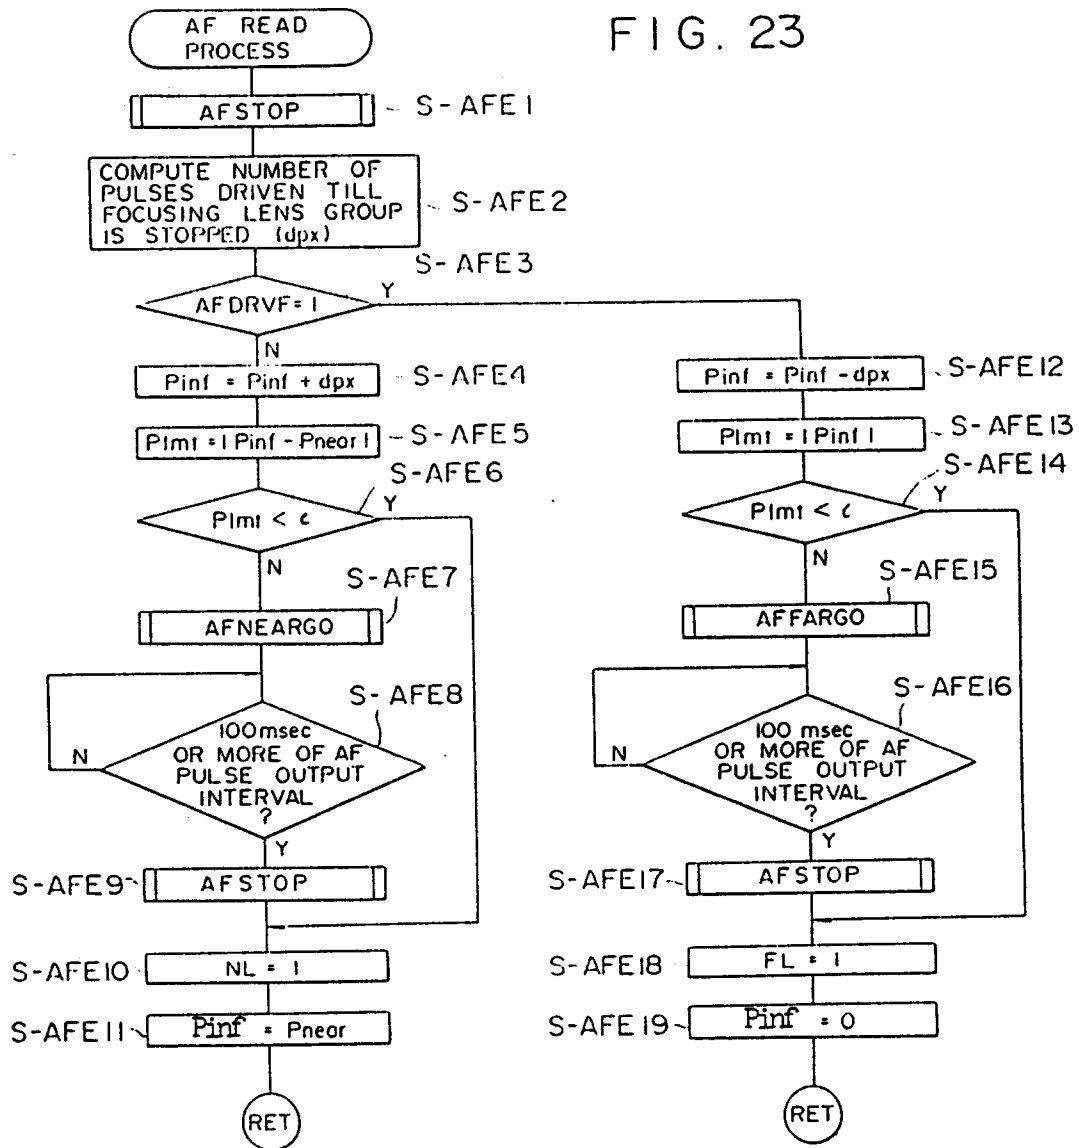 FIG. 23
AF READ
PROCESS
AFSTOP
S-AFE1
COMPUTE NUMBER OF
PULSES DRIVEN TILL
FOCUSING LENS GROUP
IS STOPPED (dpx)
S-AFE2
S-AFE3
AFDRVF=1
Y
N
Pinf = Pinf + dpx
S-AFE4
Plmt = |Pinf - Pnear|
S-AFE5
S-AFE6
Plmt < c
Y
N
S-AFE7
AFNEARGO
S-AFE8
100msec
OR MORE OF AF
PULSE OUTPUT
INTERVAL
?
N
Y
S-AFE9
AFSTOP
S-AFE10
NL = 1
S-AFE11
Pinf = Pnear
RET
Pinf = Pinf - dpx
S-AFE12
Plmt = |Pinf|
S-AFE13
S-AFE14
Plmt < c
Y
N
S-AFE15
AFFARGO
S-AFE16
100 msec
OR MORE OF AF
PULSE OUTPUT
INTERVAL
?
N
Y
S-AFE17
AFSTOP
S-AFE18
FL = 1
S-AFE19
Pinf = 0
RET